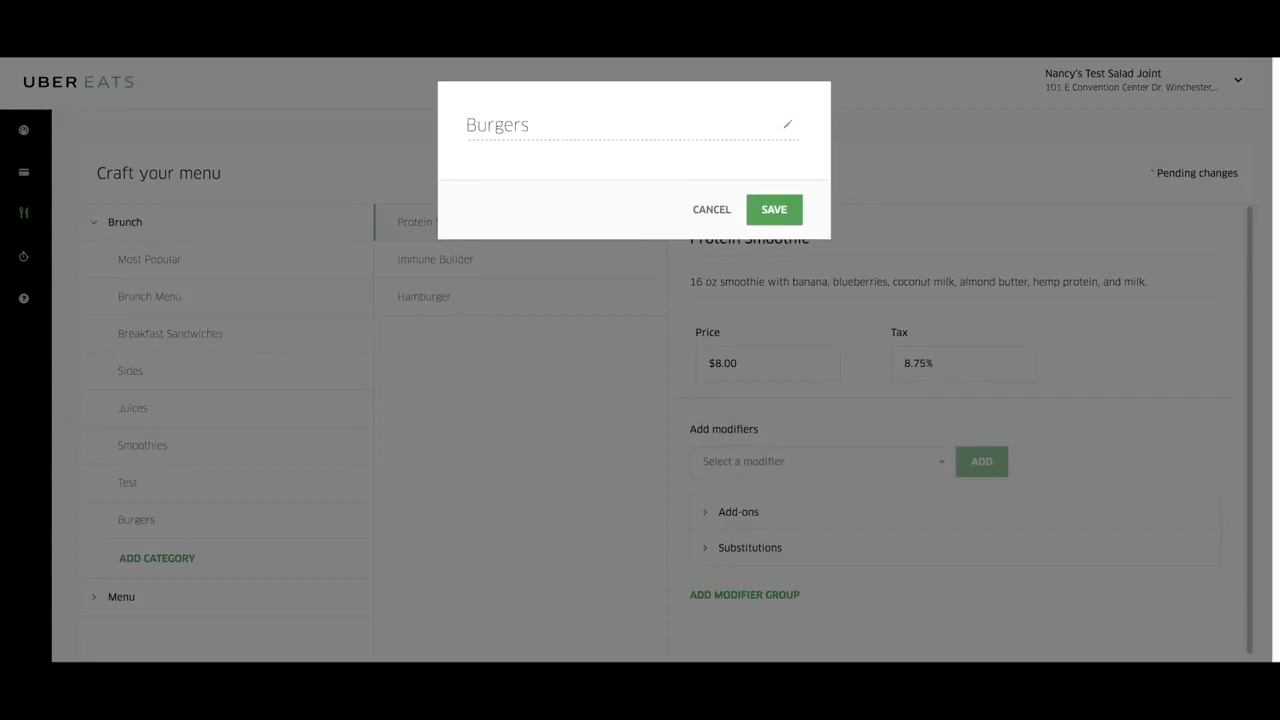 UBER EATS
Nancy's Test Salad Joint
101 E Convention Center Dr, Winchester,...
Burgers
CANCEL
SAVE
Craft your menu
* Pending changes
Brunch
Most Popular
Brunch Menu
Breakfast Sandwiches
Sides
Juices
Smoothies
Test
Burgers
ADD CATEGORY
Menu
Protein
Immune Builder
Hamburger
Protein Smoothie
16 oz smoothie with banana, blueberries, coconut milk, almond butter, hemp protein, and milk.
Price
Tax
$8.00
8.75%
Add modifiers
Select a modifier
ADD
Add-ons
Substitutions
ADD MODIFIER GROUP